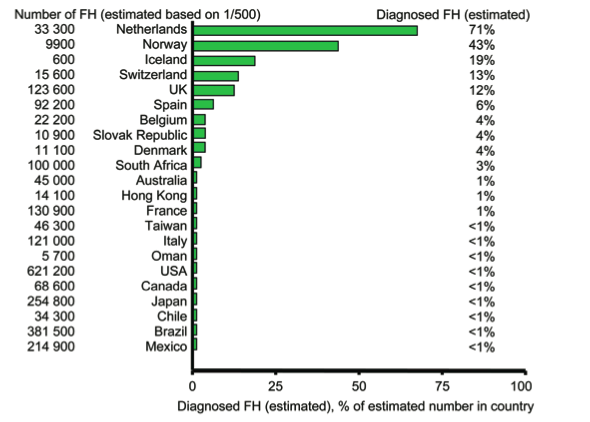 Number of FH (estimated based on 1/500) Diagnosed FH (estimated)
33 300 Netherlands 71%
9900 Norway 43%
600 Iceland 19%
15 600 Switzerland 13%
123 600 UK 12%
92 200 Spain 6%
22 200 Belgium 4%
10 900 Slovak Republic 4%
11 100 Denmark 4%
100 000 South Africa 3%
45 000 Australia 1%
14 100 Hong Kong 1%
130 900 France 1%
46 300 Taiwan <1%
121 000 Italy <1%
5 700 Oman <1%
621 200 USA <1%
68 600 Canada <1%
254 800 Japan <1%
34 300 Chile <1%
381 500 Brazil <1%
214 900 Mexico <1%
0 25 50 75 100
Diagnosed FH (estimated), % of estimated number in country